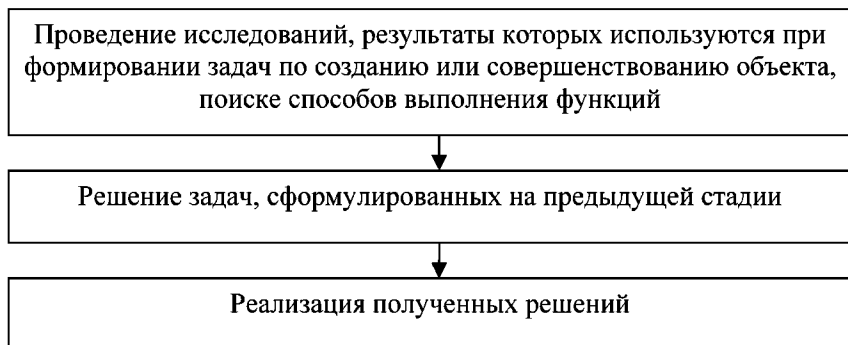 Проведение исследований, результаты которых используются при
формировании задач по созданию или совершенствованию объекта,
поиске способов выполнения функций
Решение задач, сформулированных на предыдущей стадии
Реализация полученных решений